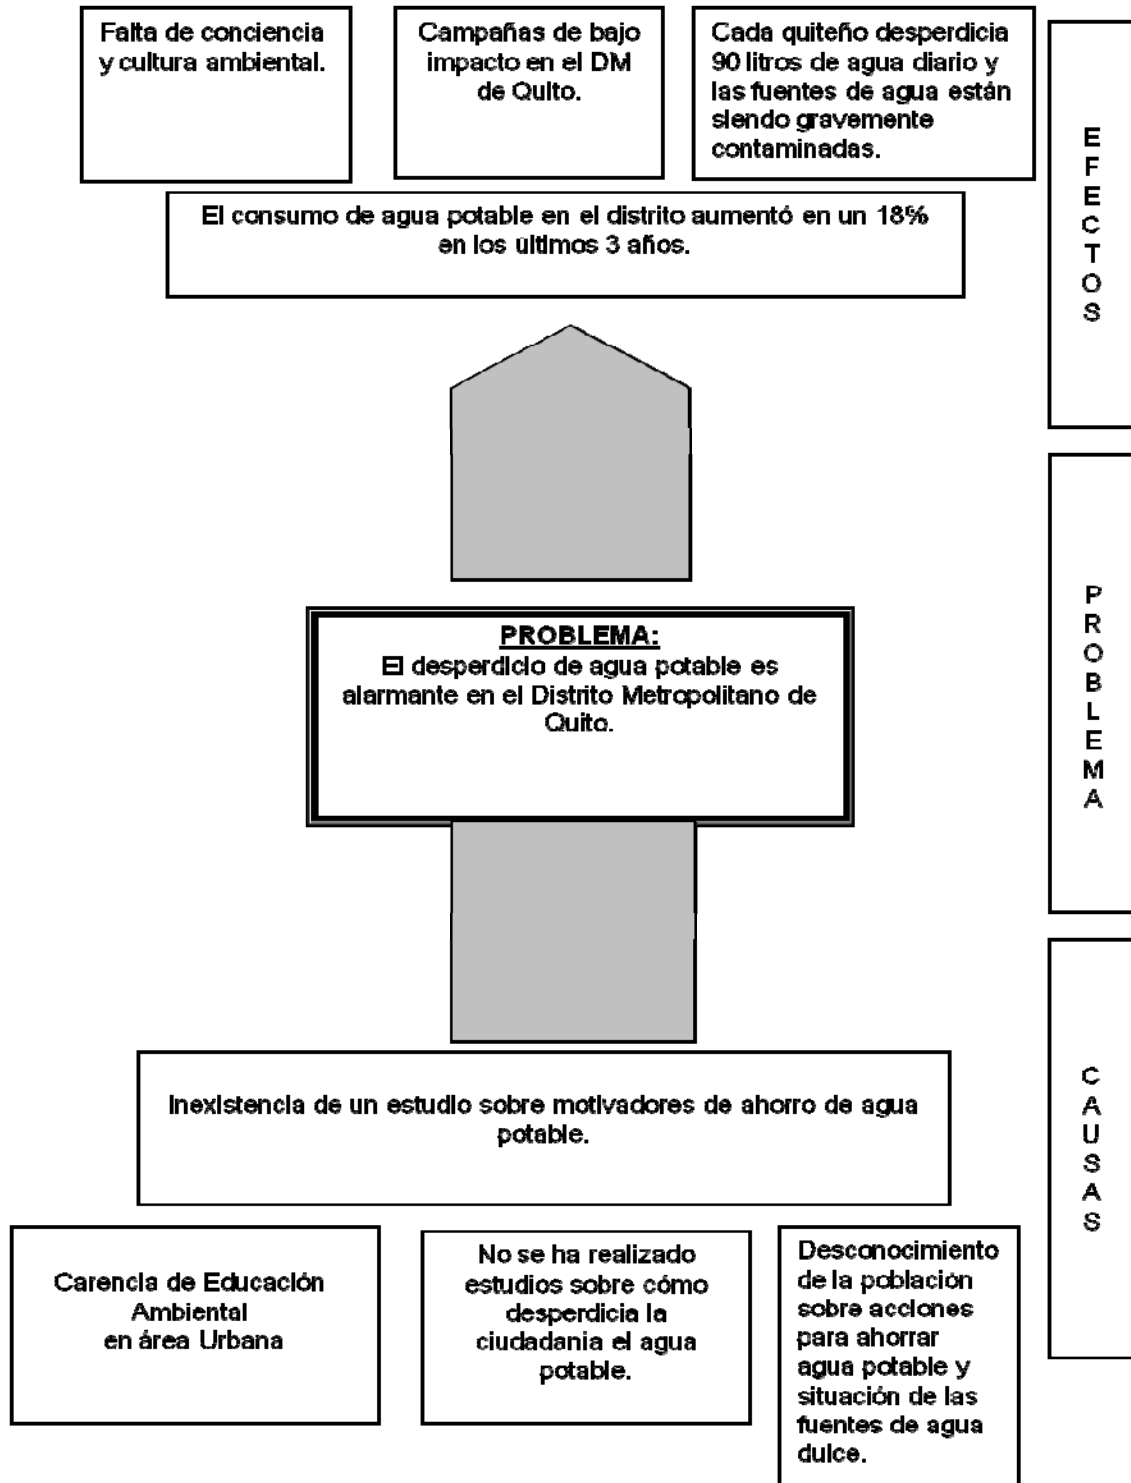 Falta de conciencia
y cultura ambiental.
Campañas de bajo
impacto en el DM
de Quito.
Cada quiteño desperdicia
90 litros de agua diario y
las fuentes de agua están
siendo gravemente
contaminadas.
El consumo de agua potable en el distrito aumentó en un 18%
en los últimos 3 años.
E
F
E
C
T
O
S
PROBLEMA:
El desperdicio de agua potable es
alarmante en el Distrito Metropolitano de
Quito.
P
R
O
B
L
E
M
A
Inexistencia de un estudio sobre motivadores de ahorro de agua
potable.
C
A
U
S
A
S
Carencia de Educación
Ambiental
en área Urbana
No se ha realizado
estudios sobre cómo
desperdicia la
ciudadania el agua
potable.
Desconocimiento
de la población
sobre acciones
para ahorrar
agua potable y
situación de las
fuentes de agua
dulce.